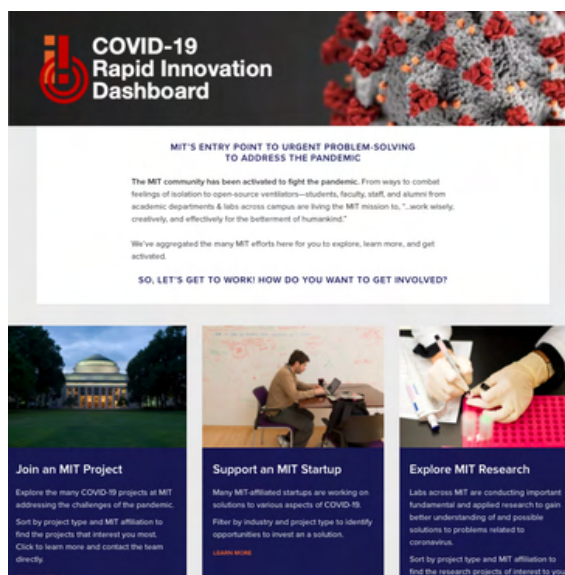 COVID-19
Rapid Innovation
Dashboard
MIT'S ENTRY POINT TO URGENT PROBLEM-SOLVING
TO ADDRESS THE PANDEMIC
The MIT community has been activated to fight the pandemic. From ways to combat
feelings of isolation to open-source ventilators—students, faculty, staff, and alumni from
academic departments & labs across campus are living the MIT mission to, "...work wisely,
creatively, and effectively for the betterment of humankind."
We've aggregated the many MIT efforts here for you to explore, learn more, and get
activated.
SO, LET'S GET TO WORK! HOW DO YOU WANT TO GET INVOLVED?
Join an MIT Project
Explore the many COVID-19 projects at MIT
addressing the challenges of the pandemic.
Sort by project type and MIT affiliation to
find the projects that interest you most.
Click to learn more and contact the team
directly.
Support an MIT Startup
Many MIT-affiliated startups are working on
solutions to various aspects of COVID-19.
Filter by industry and project type to identify
opportunities to invest an a solution.
LEARN MORE
Explore MIT Research
Labs across MIT are conducting important
fundamental and applied research to gain
better understanding of and possible
solutions to problems related to
coronavirus.
Sort by project type and MIT affiliation to
find the research projects of interest to you